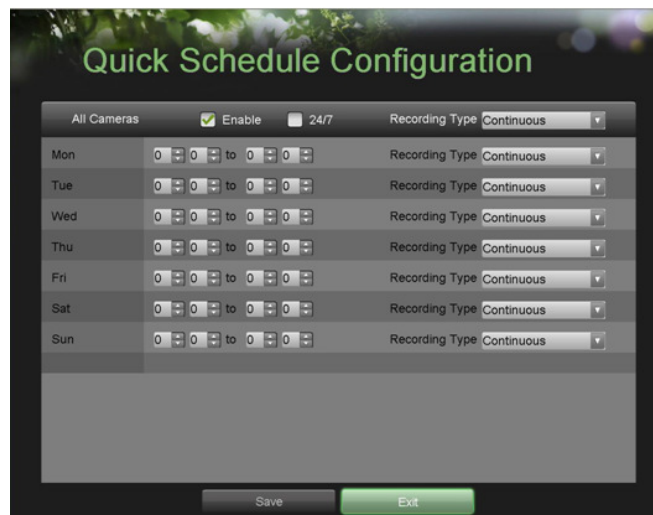 Quick Schedule Configuration
All Cameras Enable 24/7 Recording Type Continuous
Mon 0 0 to 0 0 Recording Type Continuous
Tue 0 0 to 0 0 Recording Type Continuous
Wed 0 0 to 0 0 Recording Type Continuous
Thu 0 0 to 0 0 Recording Type Continuous
Fri 0 0 to 0 0 Recording Type Continuous
Sat 0 0 to 0 0 Recording Type Continuous
Sun 0 0 to 0 0 Recording Type Continuous
Save Exit